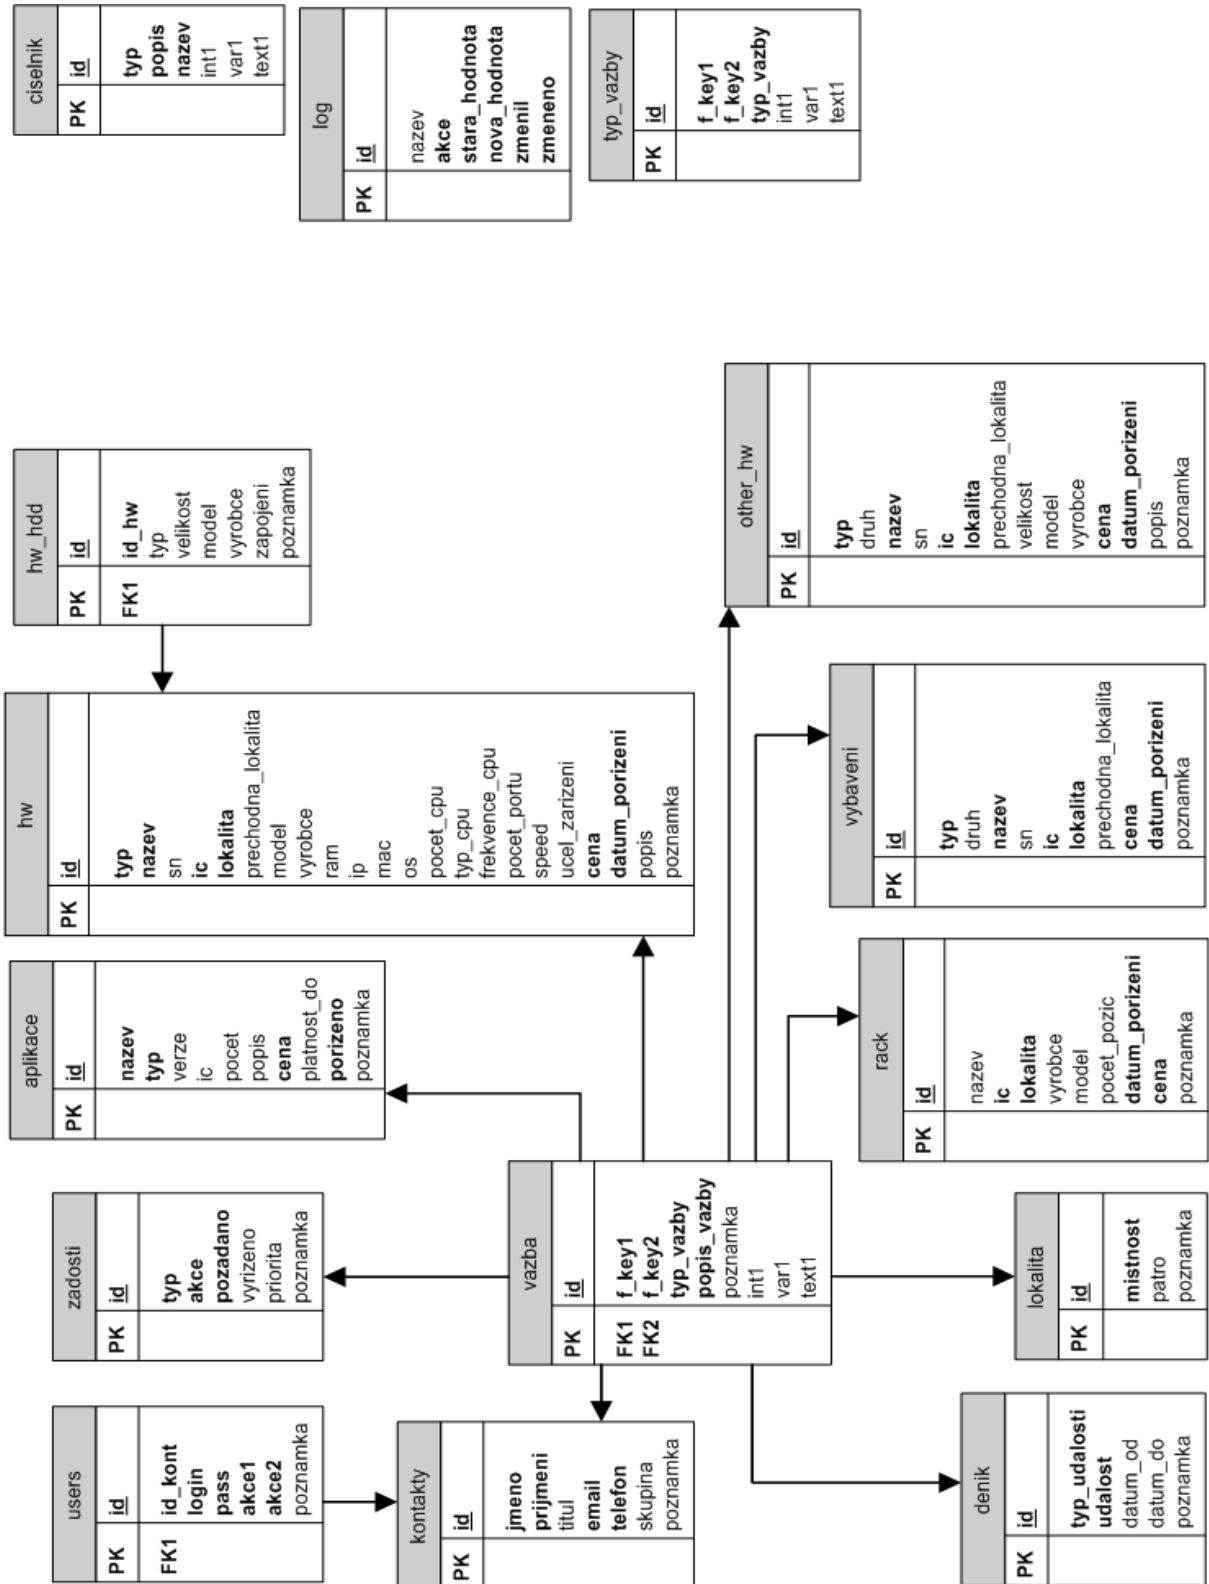 users
PK id
FK1 id_kont
login
pass
akce1
akce2
poznamka
zadosti
PK id
typ
akce
pozadano
vyrizeno
priorita
poznamka
aplikace
PK id
nazev
typ
verze
ic
pocet
popis
cena
platnost_do
porizeno
poznamka
hw
PK id
typ
nazev
sn
ic
lokalita
prechodna_lokalita
model
vyrobce
ram
ip
mac
os
pocet_cpu
typ_cpu
frekvence_cpu
pocet_portu
speed
ucel_zarizeni
cena
datum_porizeni
popis
poznamka
hw_hdd
PK id
FK1 id_hw
typ
velikost
model
vyrobce
zapojeni
poznamka
ciselnik
PK id
typ
popis
nazev
int1
var1
text1
log
PK id
nazev
akce
stara_hodnota
nova_hodnota
zmenil
zmeneno
typ_vazby
PK id
f_key1
f_key2
typ_vazby
int1
var1
text1
kontakty
PK id
jmeno
prijmeni
titul
email
telefon
skupina
poznamka
vazba
PK id
FK1 f_key1
FK2 f_key2
typ_vazby
popis_vazby
poznamka
int1
var1
text1
other_hw
PK id
typ
druh
nazev
sn
ic
lokalita
prechodna_lokalita
velikost
model
vyrobce
cena
datum_porizeni
popis
poznamka
denik
PK id
typ_udalosti
udalost
datum_od
datum_do
poznamka
lokalita
PK id
mistnost
patro
poznamka
rack
PK id
nazev
ic
lokalita
vyrobce
model
pocet_pozic
datum_porizeni
cena
poznamka
vybaveni
PK id
typ
druh
nazev
sn
ic
lokalita
prechodna_lokalita
cena
datum_porizeni
poznamka